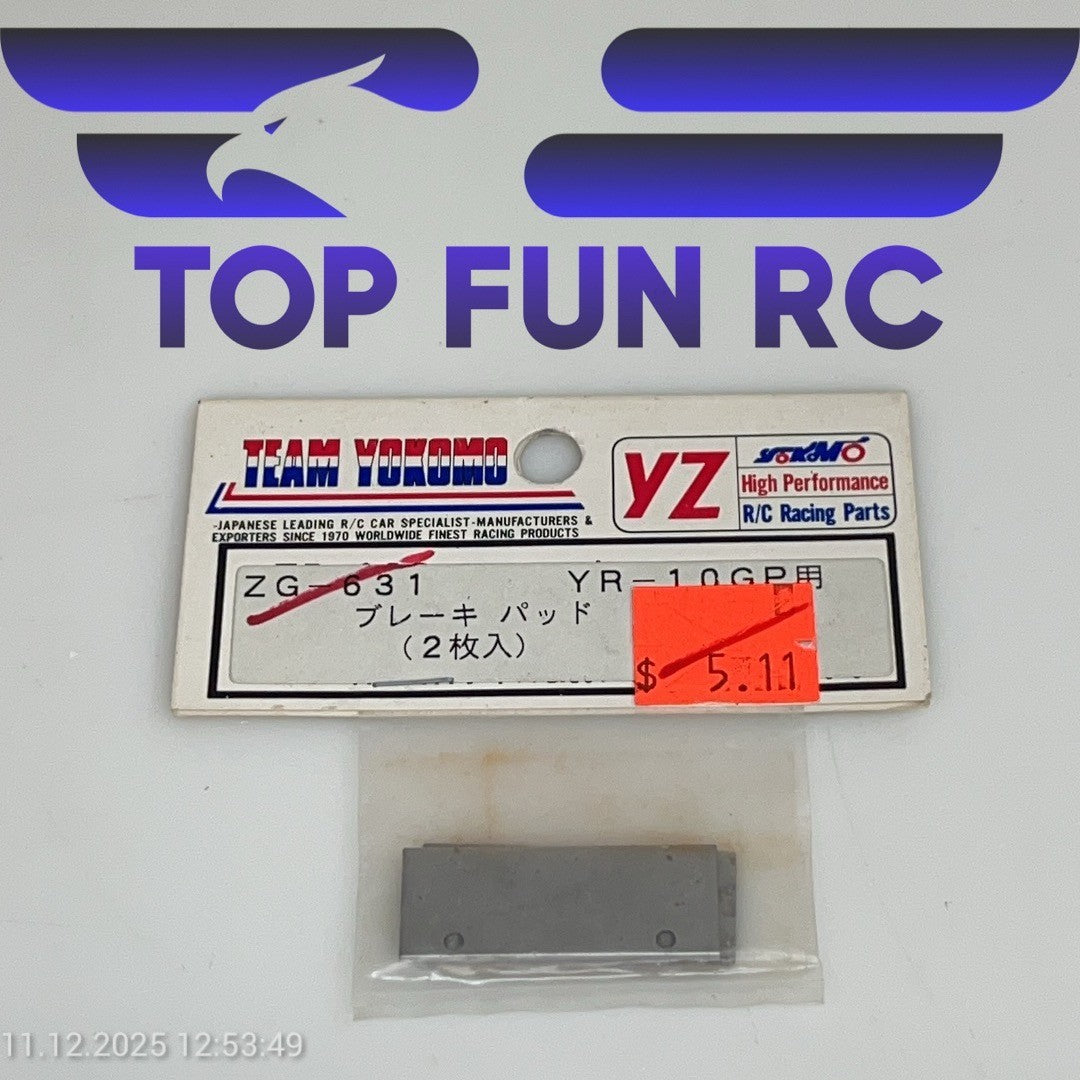 TOP FUN RC
TEAM YOKOMO
-JAPANESE LEADING R/C CAR SPECIALIST-MANUFACTURERS &
EXPORTERS SINCE 1970 WORLDWIDE FINEST RACING PRODUCTS
YZ
YOKOMO
High Performance
R/C Racing Parts
ZG-631 YR-10GP用
ブレーキ パッド
(2枚入)
$ 5.11
11.12.2025 12:53:49